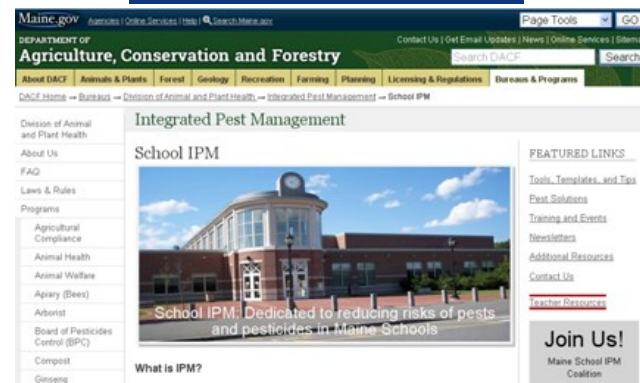 Maine.gov Agencies | Online Services | Help | Search Maine.gov Page Tools GO
DEPARTMENT OF
Agriculture, Conservation and Forestry
Contact Us | Get Email Updates | News | Online Services | Sitema
Search DACF Search
About DACF Animals & Plants Forest Geology Recreation Farming Planning Licensing & Regulations Bureaus & Programs
DACF Home → Bureaus → Division of Animal and Plant Health → Integrated Pest Management → School IPM
Division of Animal
and Plant Health
About Us
FAQ
Laws & Rules
Programs
Agricultural
Compliance
Animal Health
Animal Welfare
Apiary (Bees)
Arborist
Board of Pesticides
Control (BPC)
Compost
Ginseng
Integrated Pest Management
School IPM
School IPM: Dedicated to reducing risks of pests
and pesticides in Maine Schools
What is IPM?
FEATURED LINKS
Tools, Templates, and Tips
Pest Solutions
Training and Events
Newsletters
Additional Resources
Contact Us
Teacher Resources
Join Us!
Maine School IPM
Coalition